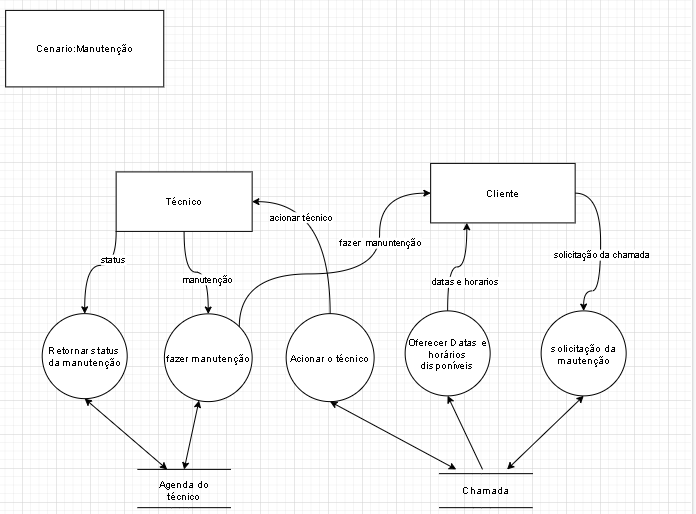 Cenario:Manutenção
Técnico
Cliente
acionar técnico
fazer manuntenção
status
manutenção
datas e horarios
solicitação da chamada
Retornar status
da manutenção
fazer manutenção
Acionar o técnico
Oferecer Datas e
horários
disponíveis
solicitação da
mautenção
Agenda do
técnico
Chamada